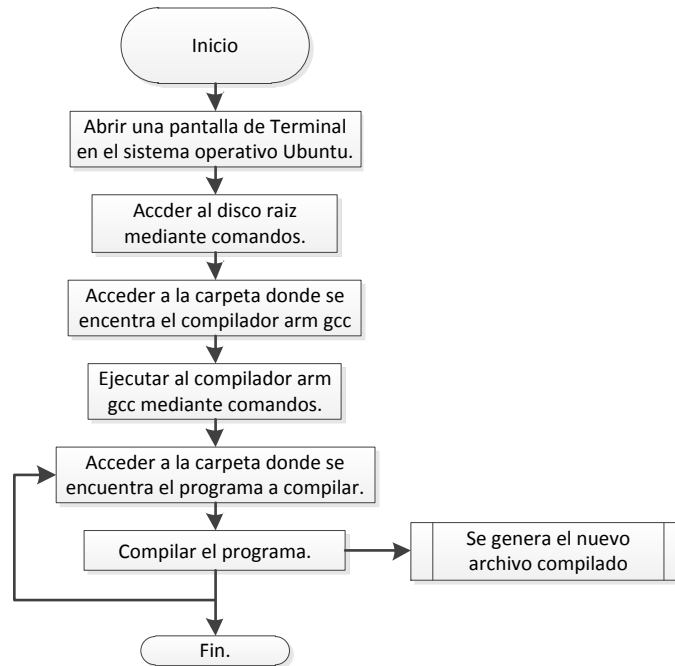 Inicio
Abrir una pantalla de Terminal
en el sistema operativo Ubuntu.
Accder al disco raiz
mediante comandos.
Acceder a la carpeta donde se
encentra el compilador arm gcc
Ejecutar al compilador arm
gcc mediante comandos.
Acceder a la carpeta donde se
encuentra el programa a compilar.
Compilar el programa.
Se genera el nuevo
archivo compilado
Fin.